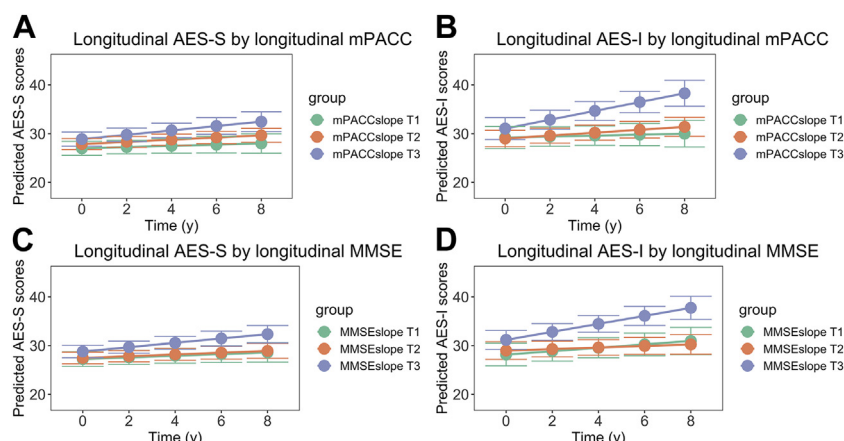 A
Longitudinal AES-S by longitudinal mPACC
Predicted AES-S scores
40
30
20
0 2 4 6 8
Time (y)
group
mPACCslope T1
mPACCslope T2
mPACCslope T3
B
Longitudinal AES-I by longitudinal mPACC
Predicted AES-I scores
40
30
20
0 2 4 6 8
Time (y)
group
mPACCslope T1
mPACCslope T2
mPACCslope T3
C
Longitudinal AES-S by longitudinal MMSE
Predicted AES-S scores
40
30
20
0 2 4 6 8
Time (y)
group
MMSEslope T1
MMSEslope T2
MMSEslope T3
D
Longitudinal AES-I by longitudinal MMSE
Predicted AES-I scores
40
30
20
0 2 4 6 8
Time (y)
group
MMSEslope T1
MMSEslope T2
MMSEslope T3